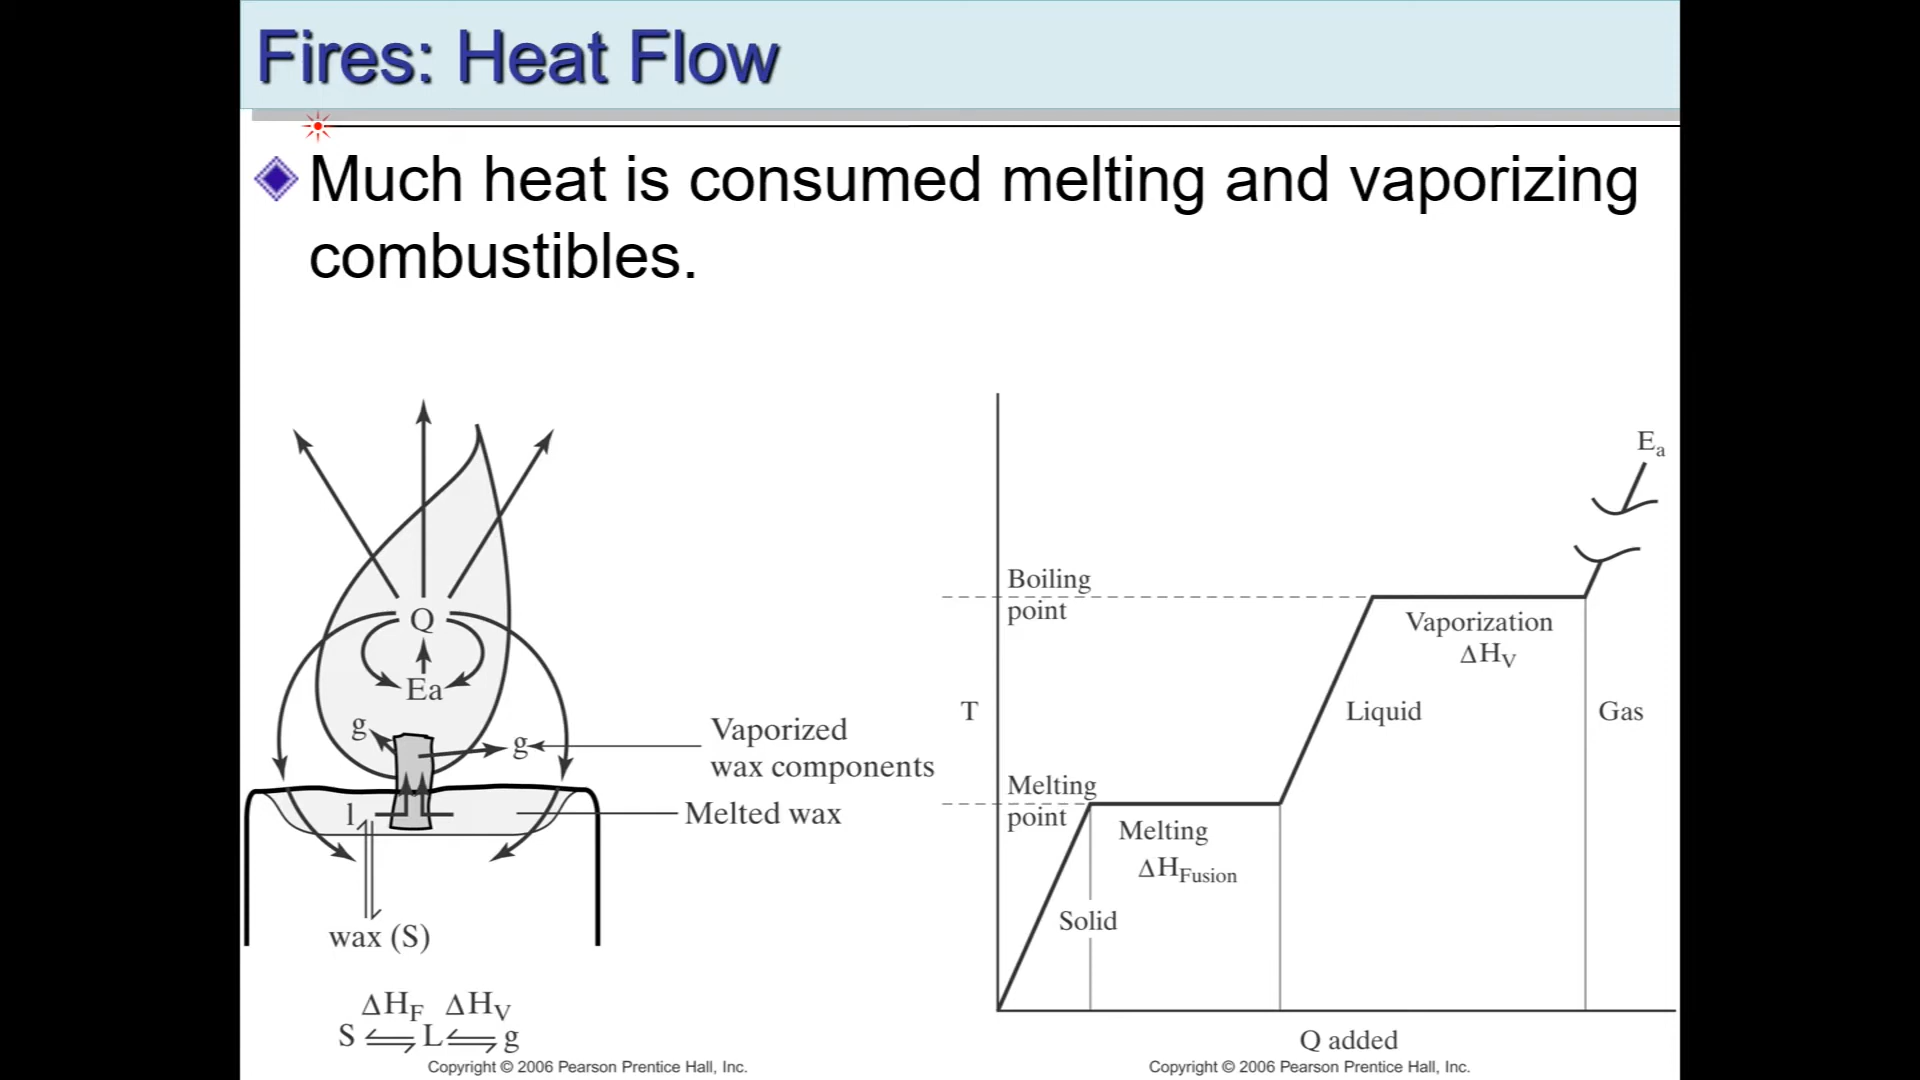 Fires: Heat Flow
Much heat is consumed melting and vaporizing
combustibles.
Q
Ea
g
g
Vaporized
wax components
l
Melted wax
wax (S)
ΔH_F ΔH_V
S ⇌ L ⇌ g
Copyright © 2006 Pearson Prentice Hall, Inc.
E_a
Boiling
point
Vaporization
ΔH_V
T
Liquid
Gas
Melting
point
Melting
ΔH_Fusion
Solid
Q added
Copyright © 2006 Pearson Prentice Hall, Inc.